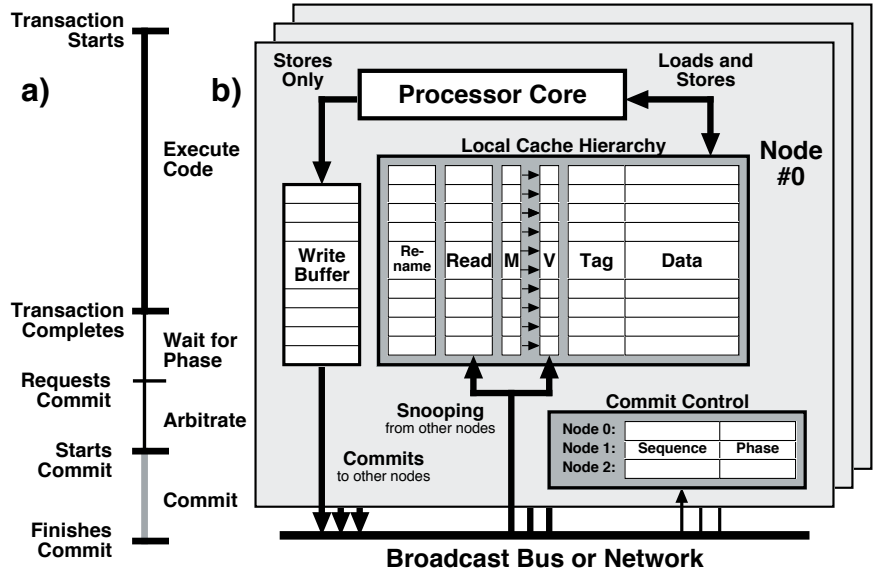 a)
Transaction
Starts
Execute
Code
Transaction
Completes
Wait for
Phase
Requests
Commit
Arbitrate
Starts
Commit
Commit
Finishes
Commit
b)
Stores
Only
Processor Core
Loads and
Stores
Node
#0
Local Cache Hierarchy
Write
Buffer
Re-
name
Read
M
V
Tag
Data
Snooping
from other nodes
Commits
to other nodes
Commit Control
Node 0:
Node 1: Sequence Phase
Node 2:
Broadcast Bus or Network